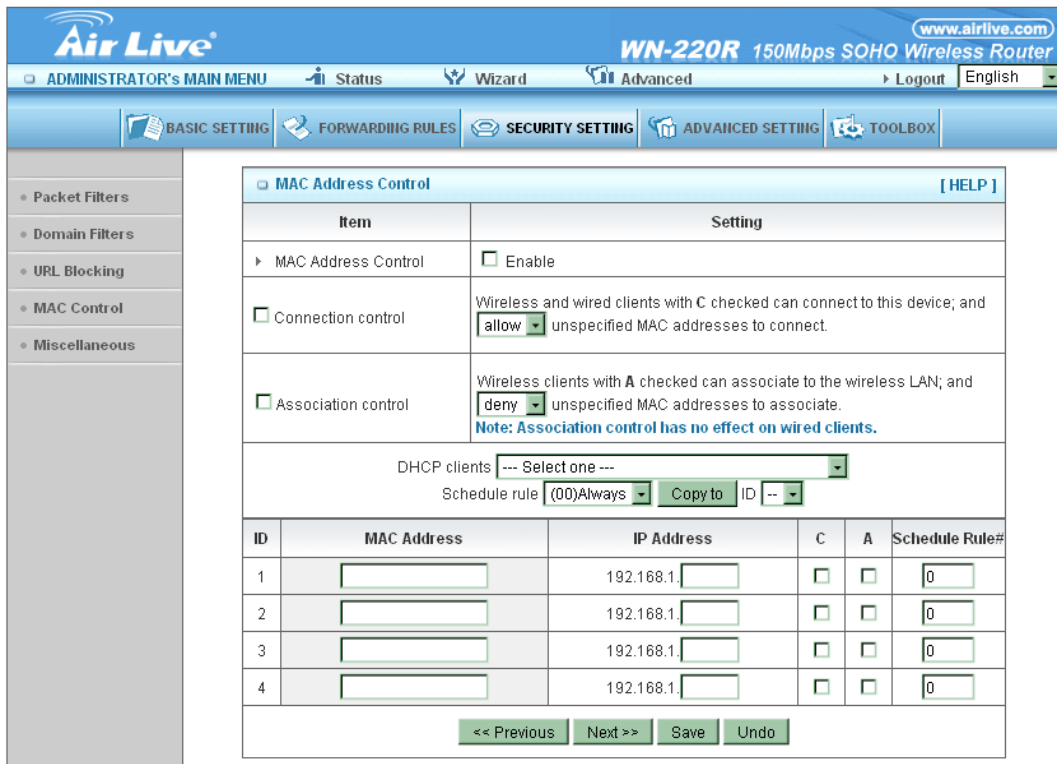 Air Live®
www.airlive.com
WN-220R 150Mbps SOHO Wireless Router
ADMINISTRATOR's MAIN MENU Status Wizard Advanced Logout English
BASIC SETTING FORWARDING RULES SECURITY SETTING ADVANCED SETTING TOOLBOX
Packet Filters
Domain Filters
URL Blocking
MAC Control
Miscellaneous
MAC Address Control [ HELP ]
Item Setting
MAC Address Control Enable
Connection control
Wireless and wired clients with C checked can connect to this device; and
allow unspecified MAC addresses to connect.
Association control
Wireless clients with A checked can associate to the wireless LAN; and
deny unspecified MAC addresses to associate.
Note: Association control has no effect on wired clients.
DHCP clients --- Select one ---
Schedule rule (00)Always Copy to ID --
ID MAC Address IP Address C A Schedule Rule#
1 192.168.1. 0
2 192.168.1. 0
3 192.168.1. 0
4 192.168.1. 0
<< Previous Next >> Save Undo